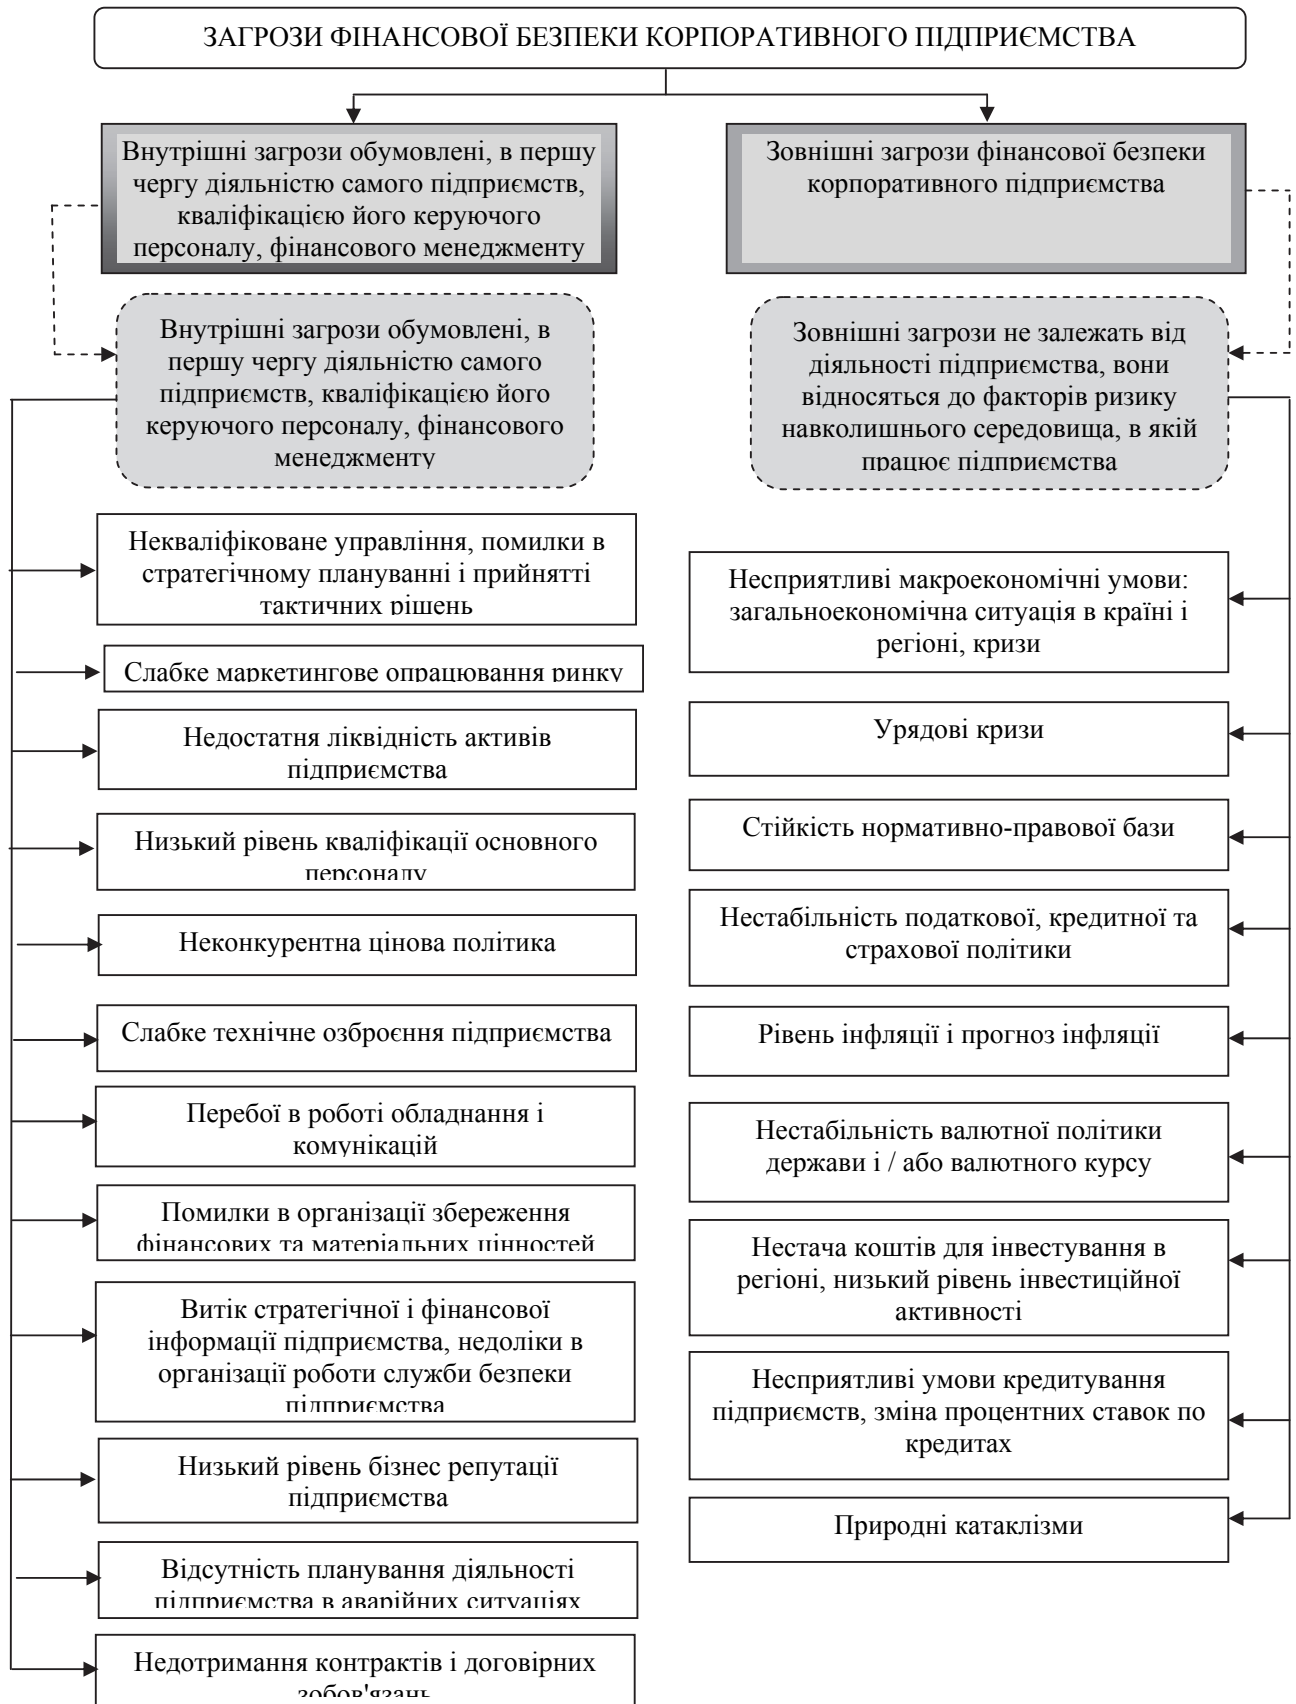 ЗАГРОЗИ ФІНАНСОВОЇ БЕЗПЕКИ КОРПОРАТИВНОГО ПІДПРИЄМСТВА
Внутрішні загрози обумовлені, в першу
чергу діяльністю самого підприємств,
кваліфікацією його керуючого
персоналу, фінансового менеджменту
Зовнішні загрози фінансової безпеки
корпоративного підприємства
Внутрішні загрози обумовлені, в
першу чергу діяльністю самого
підприємств, кваліфікацією його
керуючого персоналу, фінансового
менеджменту
Зовнішні загрози не залежать від
діяльності підприємства, вони
відносяться до факторів ризику
навколишнього середовища, в якій
працює підприємства
Некваліфіковане управління, помилки в
стратегічному плануванні і прийнятті
тактичних рішень
Слабке маркетингове опрацювання ринку
Недостатня ліквідність активів
підприємства
Низький рівень кваліфікації основного
персоналу
Неконкурентна цінова політика
Слабке технічне озброєння підприємства
Перебої в роботі обладнання і
комунікацій
Помилки в організації збереження
фінансових та матеріальних цінностей
Витік стратегічної і фінансової
інформації підприємства, недоліки в
організації роботи служби безпеки
підприємства
Низький рівень бізнес репутації
підприємства
Відсутність планування діяльності
підприємства в аварійних ситуаціях
Недотримання контрактів і договірних
зобов'язань
Несприятливі макроекономічні умови:
загальноекономічна ситуація в країні і
регіоні, кризи
Урядові кризи
Стійкість нормативно-правової бази
Нестабільність податкової, кредитної та
страхової політики
Рівень інфляції і прогноз інфляції
Нестабільність валютної політики
держави і / або валютного курсу
Нестача коштів для інвестування в
регіоні, низький рівень інвестиційної
активності
Несприятливі умови кредитування
підприємств, зміна процентних ставок по
кредитах
Природні катаклізми